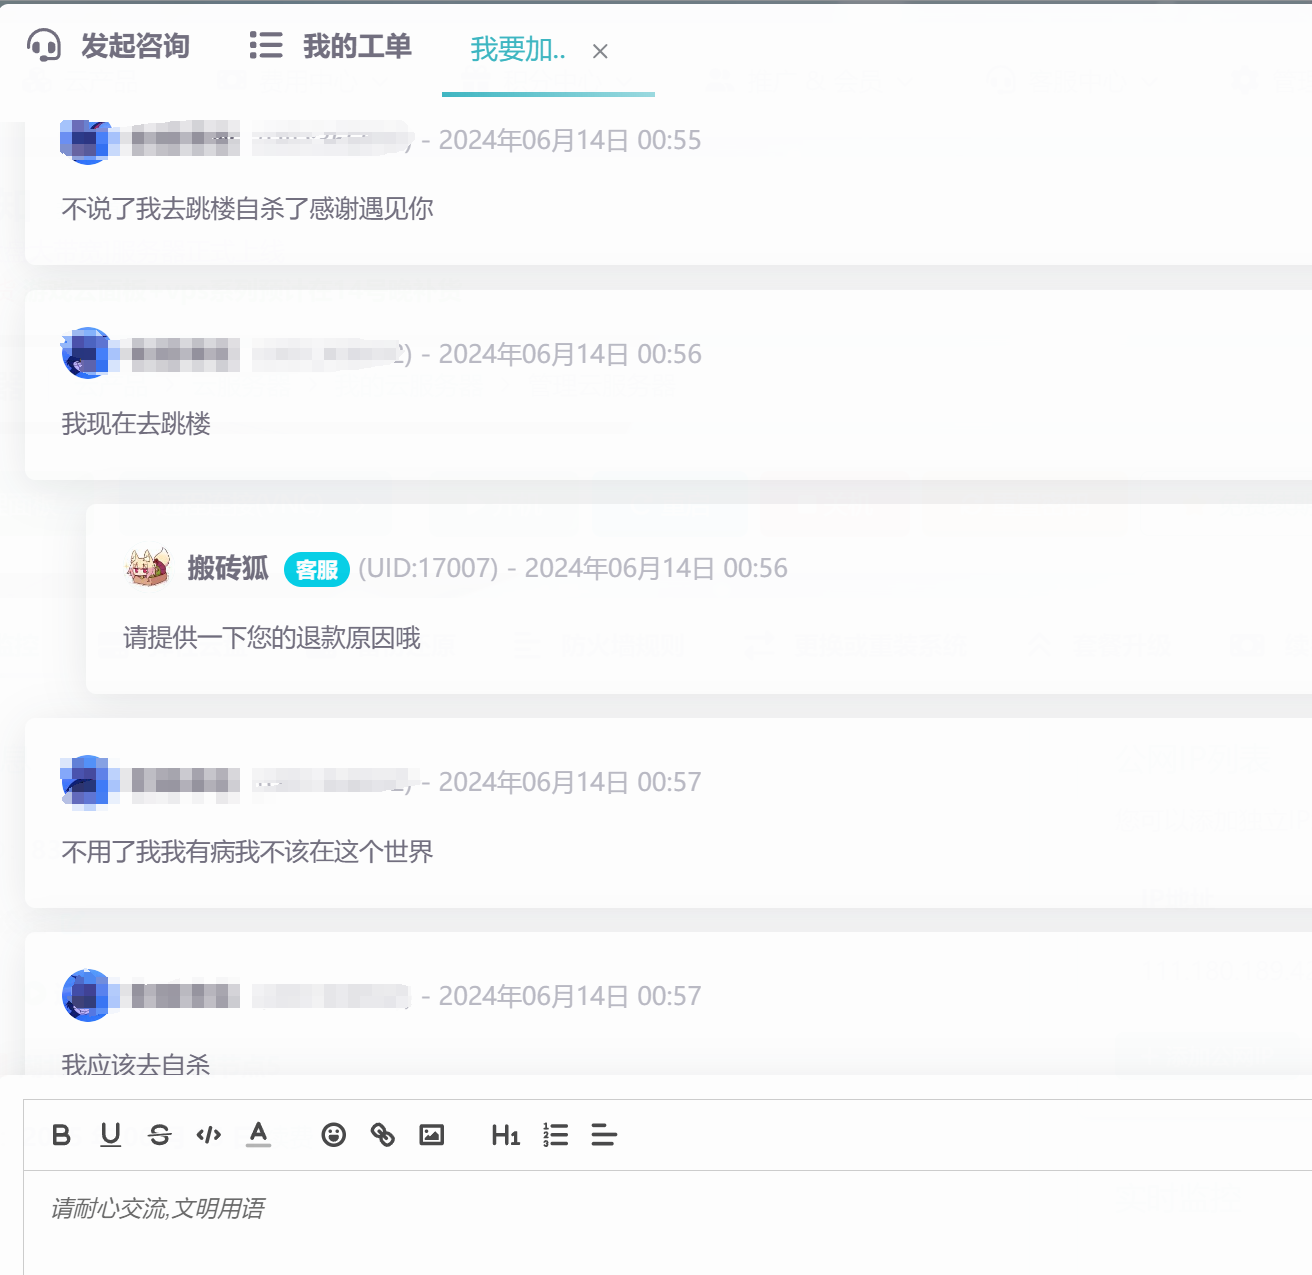 发起咨询
我的工单
我要加..
- 2024年06月14日 00:55
不说了我去跳楼自杀了感谢遇见你
) - 2024年06月14日 00:56
我现在去跳楼
搬砖狐 客服 (UID:17007) - 2024年06月14日 00:56
请提供一下您的退款原因哦
- 2024年06月14日 00:57
不用了我我有病我不该在这个世界
- 2024年06月14日 00:57
我应该去自杀
请耐心交流,文明用语